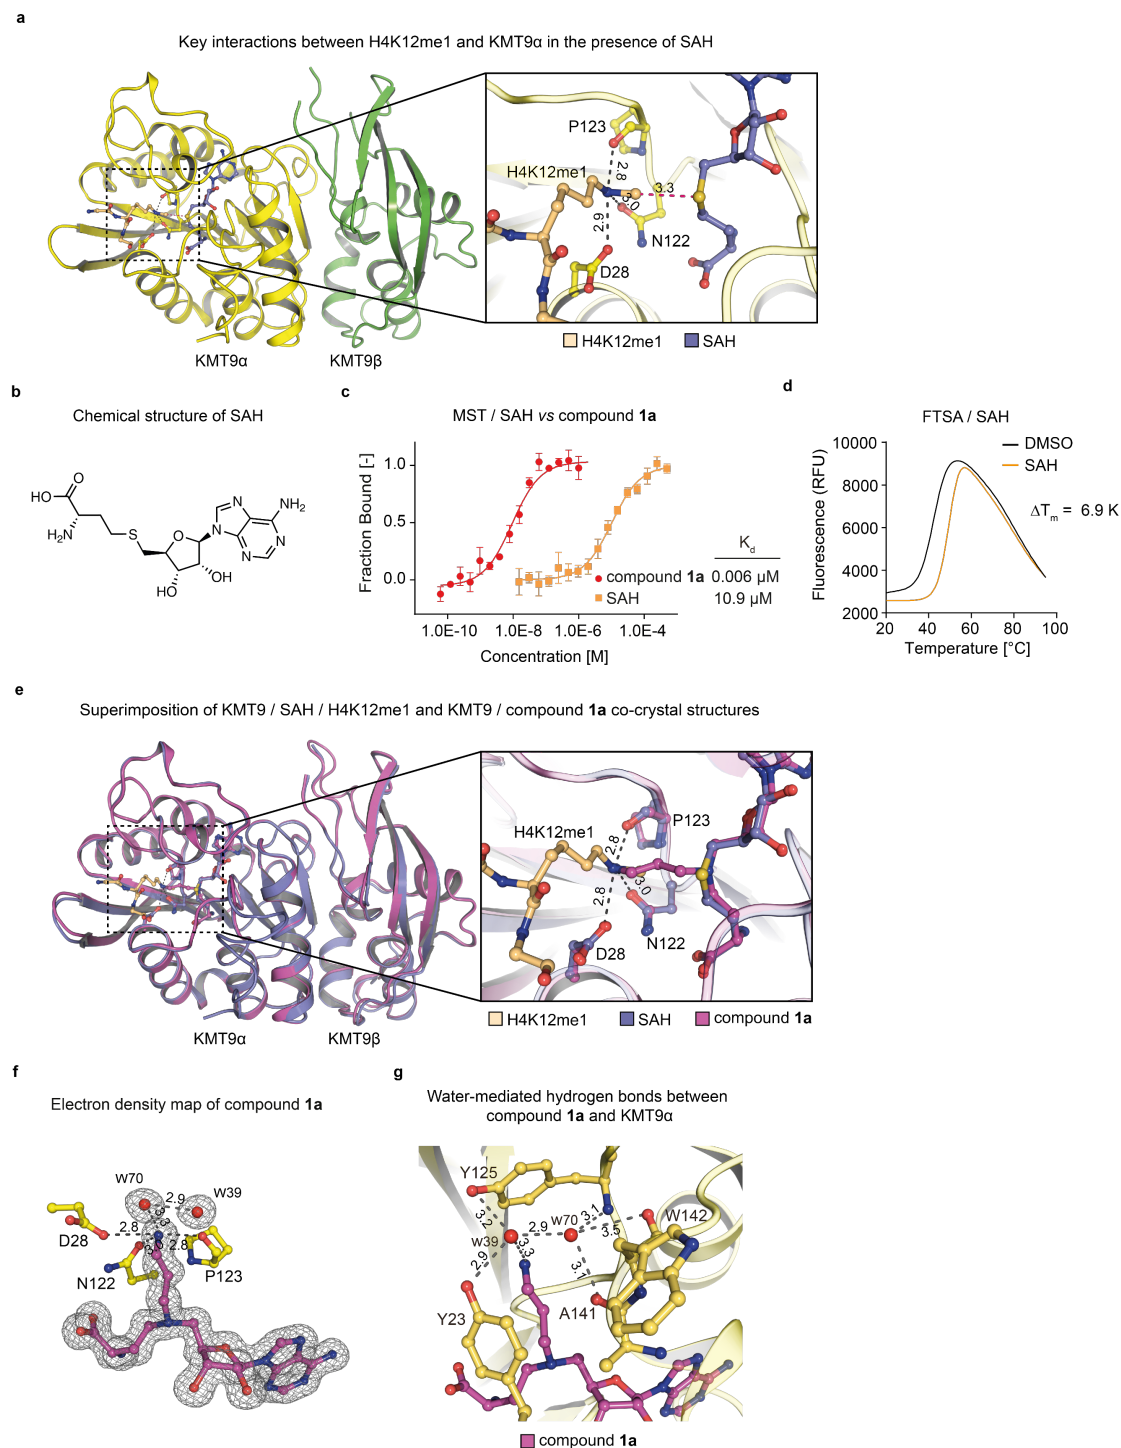 a
Key interactions between H4K12me1 and KMT9α in the presence of SAH
P123
H4K12me1
2.8
3.3
3.0
2.9
N122
D28
KMT9α
KMT9β
H4K12me1
SAH
b
Chemical structure of SAH
O
HO
H₂N
S
O
N
N
N
N
NH₂
OH
HO
c
MST / SAH vs compound 1a
Fraction Bound [-]
1.0
0.5
0.0
compound 1a
SAH
K_d
0.006 µM
10.9 µM
1.0E-10
1.0E-8
1.0E-6
1.0E-4
Concentration [M]
d
FTSA / SAH
Fluorescence (RFU)
10000
8000
6000
4000
2000
DMSO
SAH
ΔT_m = 6.9 K
20
40
60
80
100
Temperature [°C]
e
Superimposition of KMT9 / SAH / H4K12me1 and KMT9 / compound 1a co-crystal structures
P123
H4K12me1
2.8
3.0
2.8
N122
D28
KMT9α
KMT9β
H4K12me1
SAH
compound 1a
f
Electron density map of compound 1a
w70
w39
2.9
3.3
2.8
2.8
3.0
D28
N122
P123
g
Water-mediated hydrogen bonds between
compound 1a and KMT9α
Y125
3.2
3.1
W142
2.9
w70
3.5
w39
3.3
2.9
3.1
Y23
A141
compound 1a